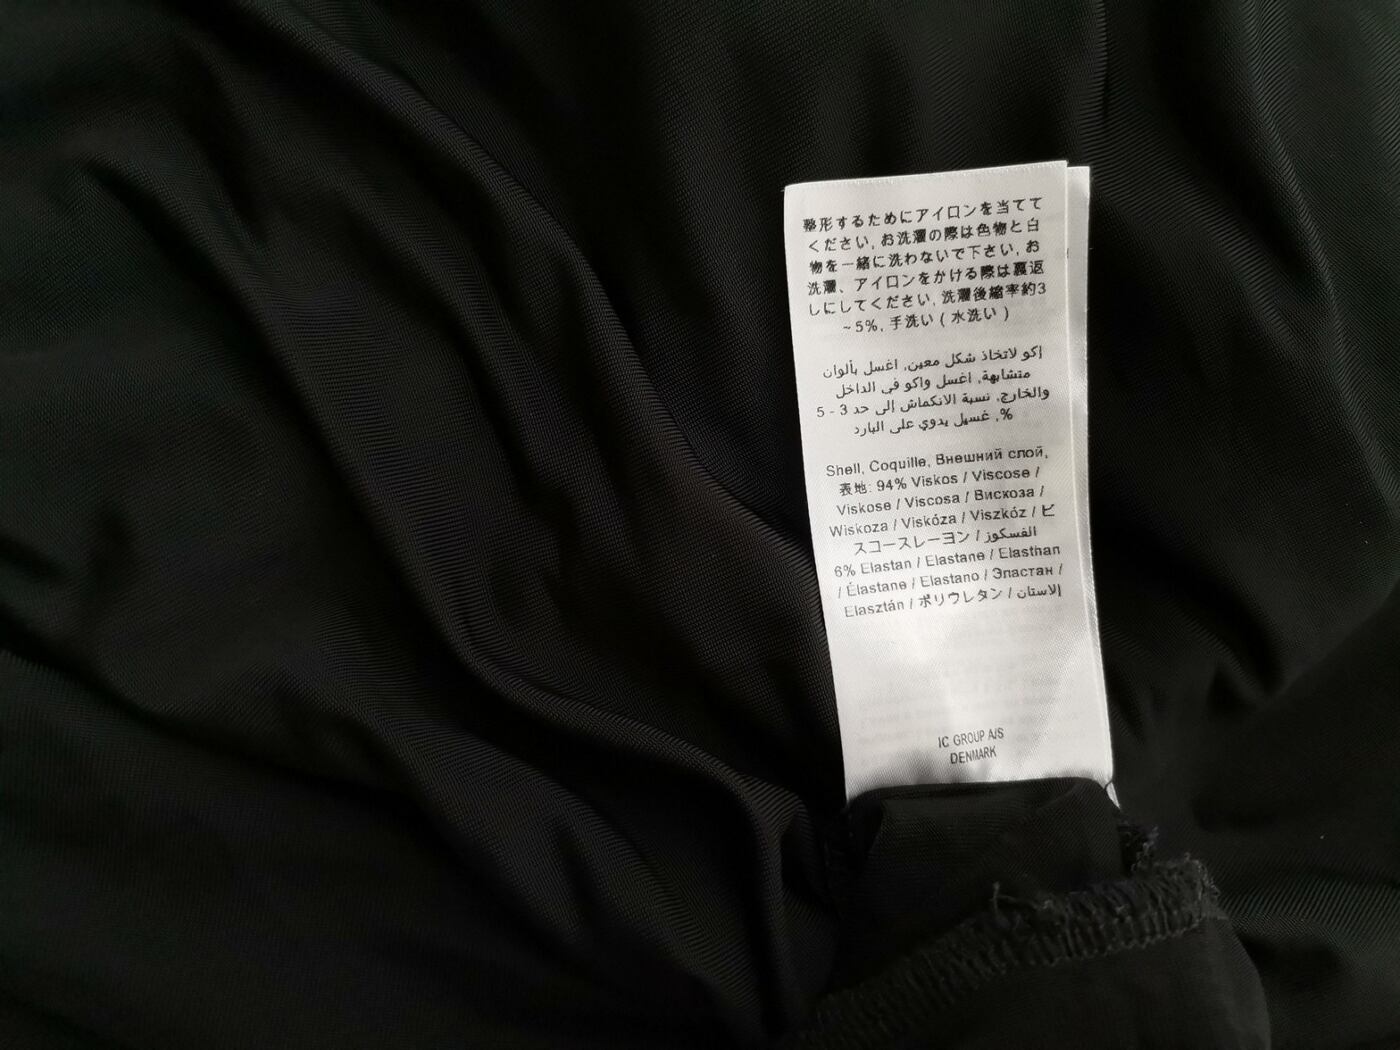 整形するためにアイロンを当てて
ください, お洗濯の際は色物と白
物を一緒に洗わないで下さい, お
洗濯、アイロンをかける際は裏返
しにしてください, 洗濯後縮率約3
~5%, 手洗い ( 水洗い )
إكو لاتخاذ شكل معين, اغسل بألوان
متشابهة, اغسل واكو في الداخل
والخارج, نسبة الانكماش إلى حد 3 - 5
%, غسيل يدوي على البارد
Shell, Coquille, Внешний слой,
表地: 94% Viskos / Viscose /
Viskose / Viscosa / Вискоза /
Wiskoza / Viskóza / Viszkóz / ビ
スコースレーヨン / الفسكوز
6% Elastan / Elastane / Elasthan
/ Élastane / Elastano / Эластан /
Elasztán / ポリウレタン / الاستان
IC GROUP A/S
DENMARK